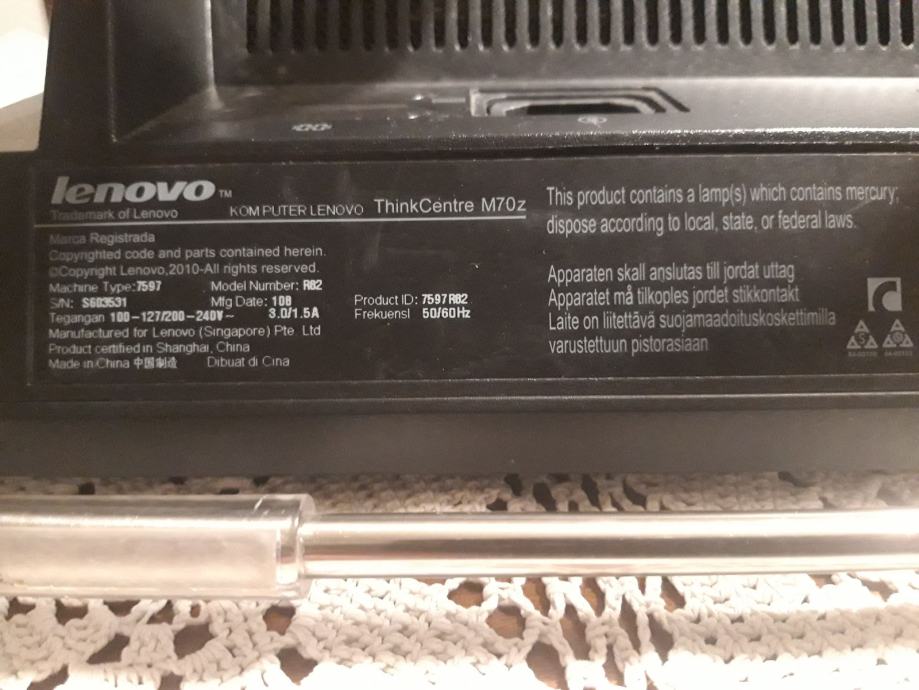 lenovo™
Trademark of Lenovo
KOMPUTER LENOVO ThinkCentre M70z
Marca Registrada
Copyrighted code and parts contained herein.
©Copyright Lenovo,2010-All rights reserved.
Machine Type:7597 Model Number: R82
S/N: S603531 Mfg Date: 10B
Product ID: 7597R82
Tegangan 100-127/200-240V~ 3.0/1.5A
Frekuensi 50/60Hz
Manufactured for Lenovo (Singapore) Pte Ltd
Product certified in Shanghai, China
Made in China 中国制造 Dibuat di Cina
This product contains a lamp(s) which contains mercury;
dispose according to local, state, or federal laws.
Apparaten skall anslutas till jordat uttag
Apparatet må tilkoples jordet stikkontakt
Laite on liitettävä suojamaadoituskoskettimilla
varustettuun pistorasiaan